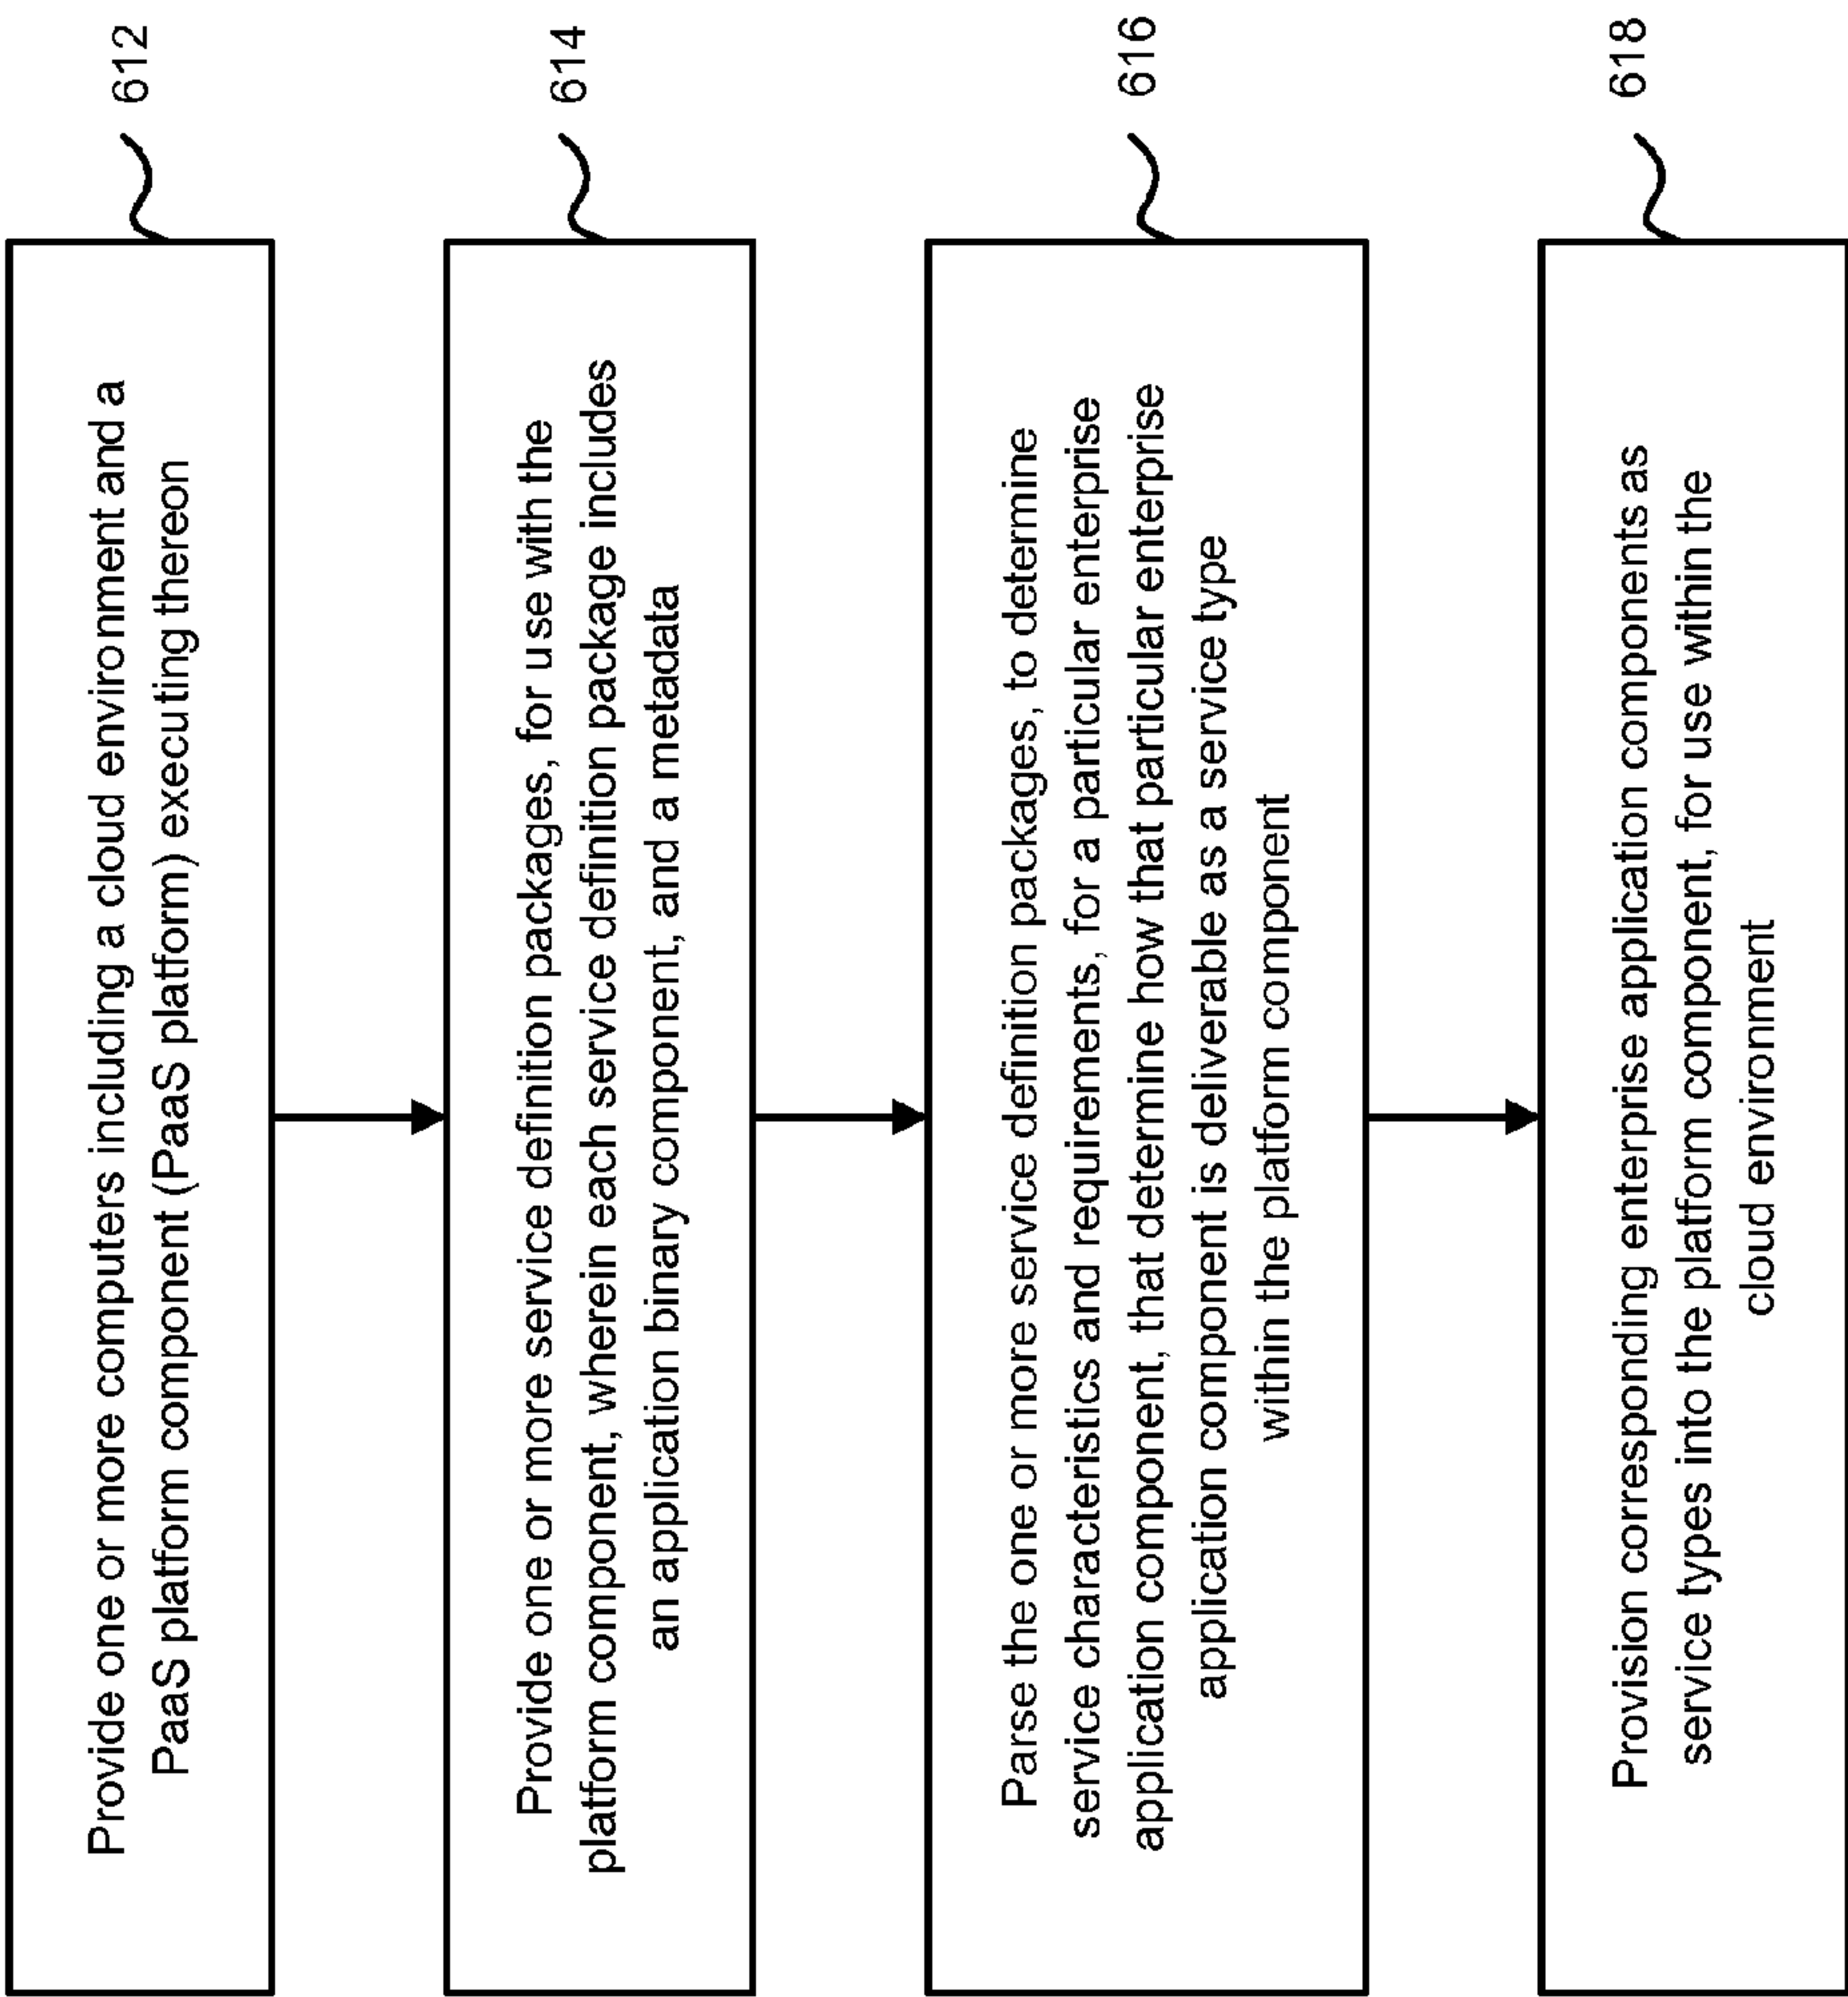 Provide one or more computers including a cloud environment and a
PaaS platform component (PaaS platform) executing thereon
612
Provide one or more service definition packages, for use with the
platform component, wherein each service definition package includes
an application binary component, and a metadata
614
Parse the one or more service definition packages, to determine
service characteristics and requirements, for a particular enterprise
application component, that determine how that particular enterprise
application component is deliverable as a service type
within the platform component
616
Provision corresponding enterprise application components as
service types into the platform component, for use within the
cloud environment
618